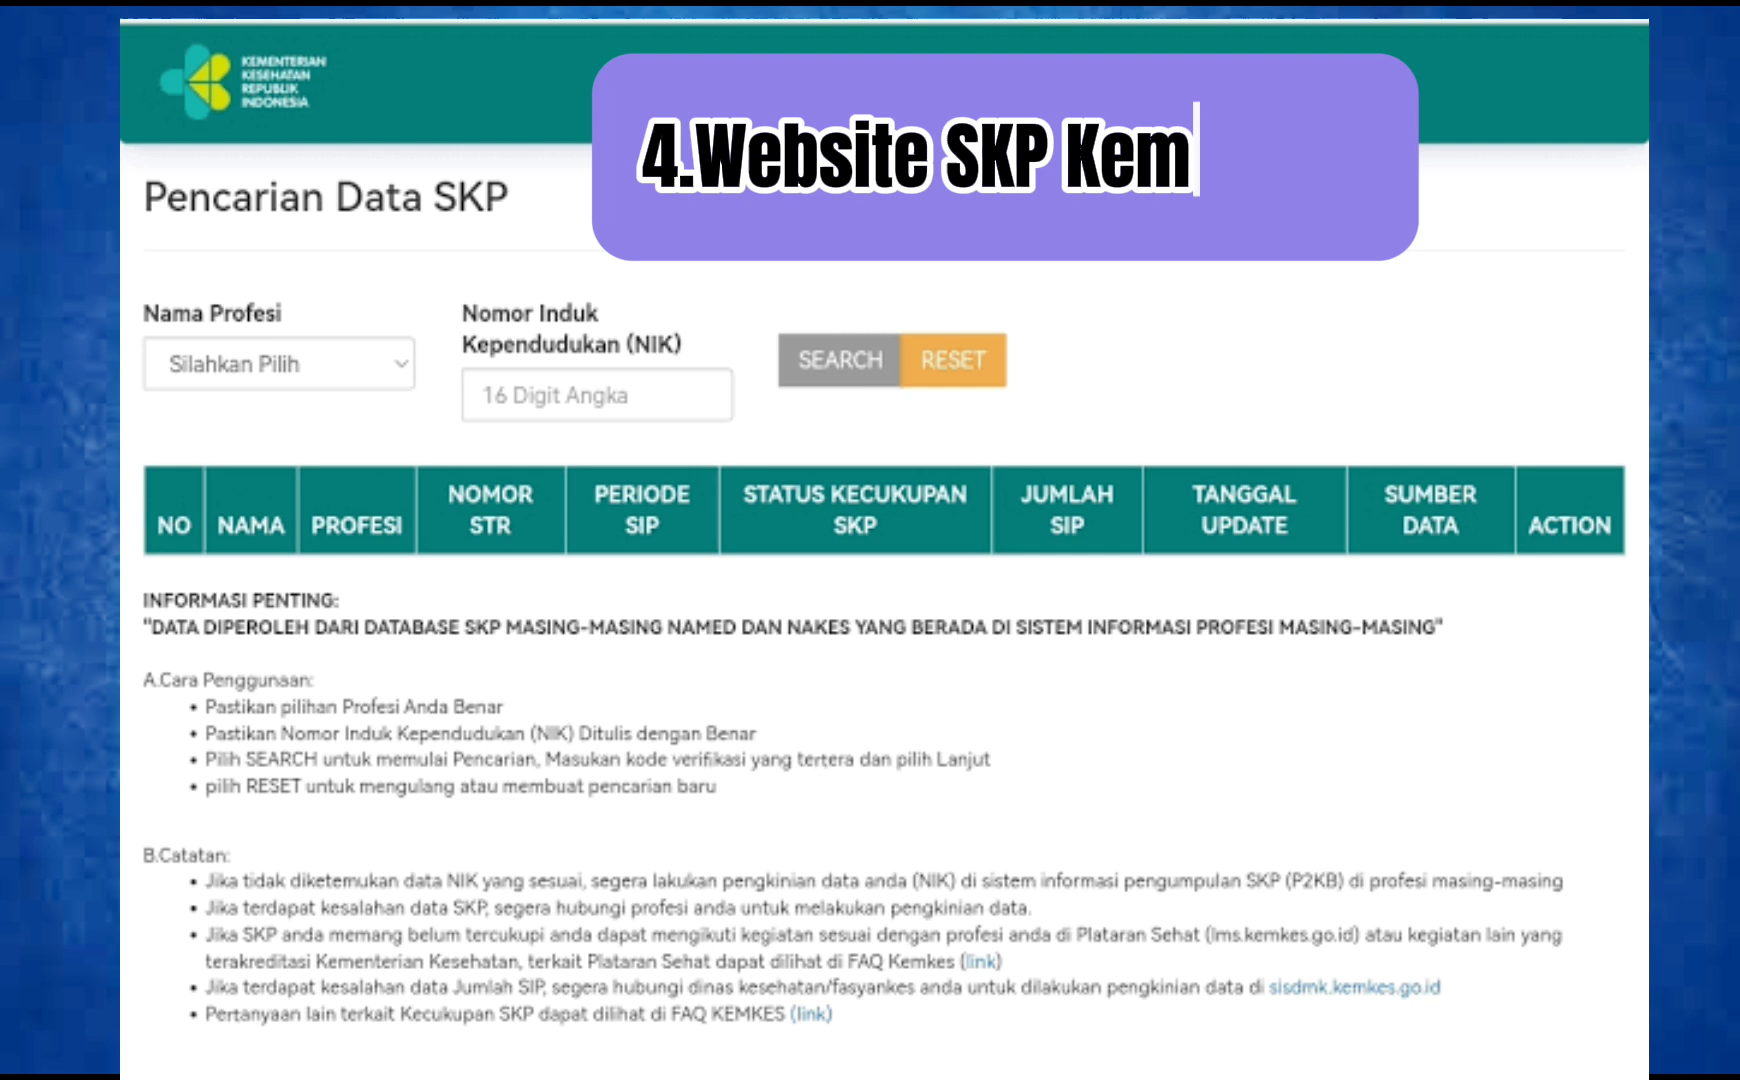 KEMENTERIAN
KESEHATAN
REPUBLIK
INDONESIA
4.Website SKP Kem
Pencarian Data SKP
Nama Profesi
Silahkan Pilih
Nomor Induk
Kependudukan (NIK)
16 Digit Angka
SEARCH RESET
NO NAMA PROFESI NOMOR STR PERIODE SIP STATUS KECUKUPAN SKP JUMLAH SIP TANGGAL UPDATE SUMBER DATA ACTION
INFORMASI PENTING:
"DATA DIPEROLEH DARI DATABASE SKP MASING-MASING NAMED DAN NAKES YANG BERADA DI SISTEM INFORMASI PROFESI MASING-MASING"
A.Cara Penggunaan:
• Pastikan pilihan Profesi Anda Benar
• Pastikan Nomor Induk Kependudukan (NIK) Ditulis dengan Benar
• Pilih SEARCH untuk memulai Pencarian, Masukan kode verifikasi yang tertera dan pilih Lanjut
• pilih RESET untuk mengulang atau membuat pencarian baru
B.Catatan:
• Jika tidak diketemukan data NIK yang sesuai, segera lakukan pengkinian data anda (NIK) di sistem informasi pengumpulan SKP (P2KB) di profesi masing-masing
• Jika terdapat kesalahan data SKP, segera hubungi profesi anda untuk melakukan pengkinian data.
• Jika SKP anda memang belum tercukupi anda dapat mengikuti kegiatan sesuai dengan profesi anda di Plataran Sehat (lms.kemkes.go.id) atau kegiatan lain yang
terakreditasi Kementerian Kesehatan, terkait Plataran Sehat dapat dilihat di FAQ Kemkes (link)
• Jika terdapat kesalahan data Jumlah SIP, segera hubungi dinas kesehatan/fasyankes anda untuk dilakukan pengkinian data di sisdmk.kemkes.go.id
• Pertanyaan lain terkait Kecukupan SKP dapat dilihat di FAQ KEMKES (link)